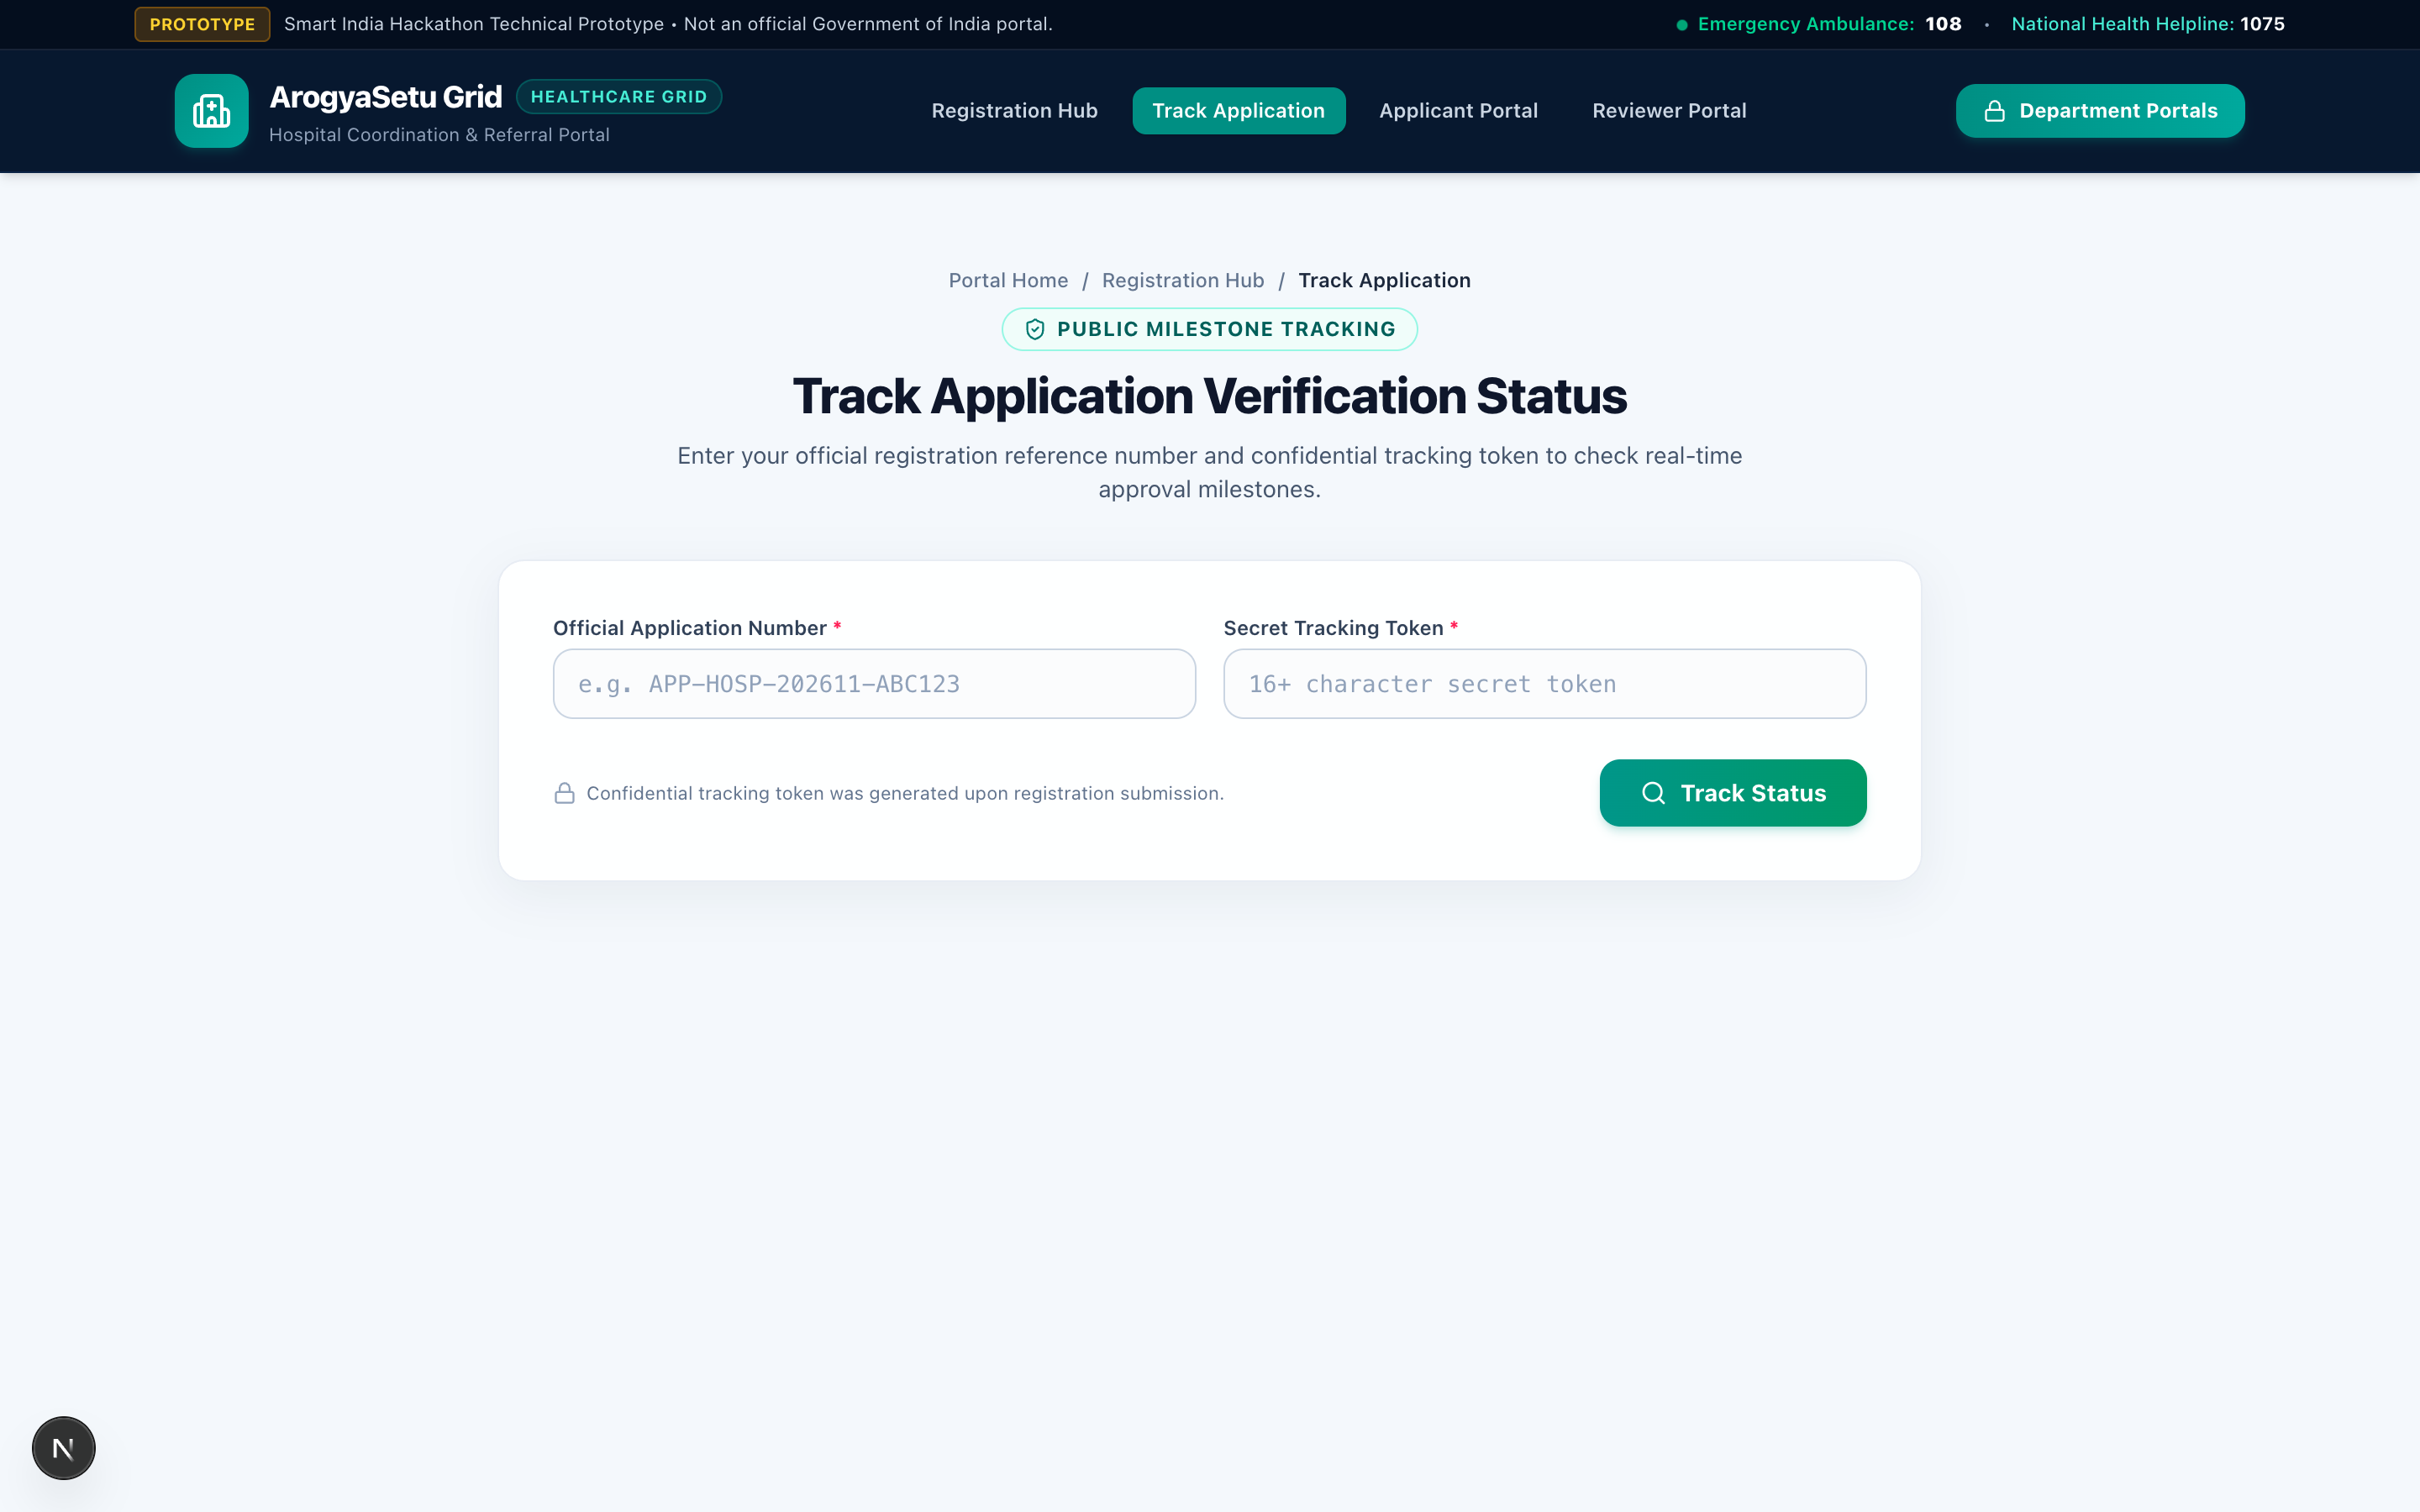 PROTOTYPE Smart India Hackathon Technical Prototype • Not an official Government of India portal. Emergency Ambulance: 108 • National Health Helpline: 1075
ArogyaSetu Grid HEALTHCARE GRID
Hospital Coordination & Referral Portal
Registration Hub Track Application Applicant Portal Reviewer Portal Department Portals
Portal Home / Registration Hub / Track Application
PUBLIC MILESTONE TRACKING
Track Application Verification Status
Enter your official registration reference number and confidential tracking token to check real-time
approval milestones.
Official Application Number * Secret Tracking Token *
e.g. APP-HOSP-202611-ABC123 16+ character secret token
Confidential tracking token was generated upon registration submission. Track Status
N